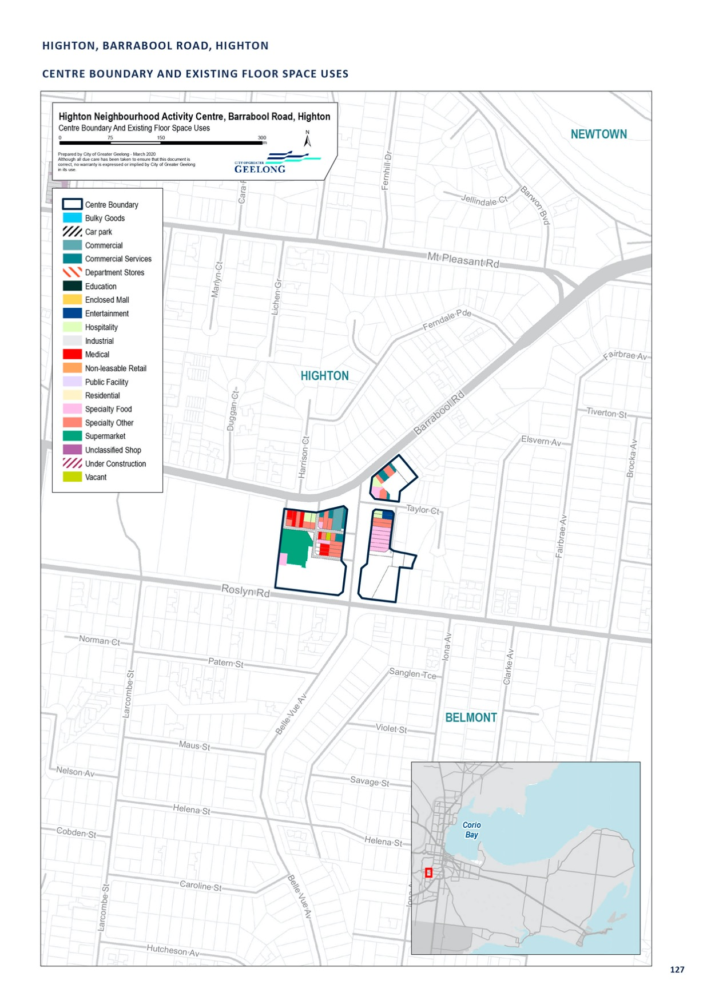 HIGHTON, BARRABOOL ROAD, HIGHTON
CENTRE BOUNDARY AND EXISTING FLOOR SPACE USES
Highton Neighbourhood Activity Centre, Barrabool Road, Highton
Centre Boundary And Existing Floor Space Uses
0 75 150 300
m
N
Prepared by City of Greater Geelong - March 2020
Although all due care has been taken to ensure that this document is
correct, no warranty is expressed or implied by City of Greater Geelong
in its use.
CITY OF GREATER
GEELONG
Centre Boundary
Bulky Goods
Car park
Commercial
Commercial Services
Department Stores
Education
Enclosed Mall
Entertainment
Hospitality
Industrial
Medical
Non-leasable Retail
Public Facility
Residential
Specialty Food
Specialty Other
Supermarket
Unclassified Shop
Under Construction
Vacant
NEWTOWN
Fernhill Dr
Cara
Jellindale Ct
Barwon Bvd
Mt Pleasant Rd
Marlyn Ct
Lichen Gr
Ferndale Pde
Fairbrae Av
HIGHTON
Duggan Ct
Barrabool Rd
Tiverton St
Elsvern Av
Brocka Av
Harrison Ct
Taylor Ct
Fairbrae Av
Roslyn Rd
Norman Ct
Patern St
Iona Av
Clarke Av
Sanglen Tce
Larcombe St
Belle Vue Av
BELMONT
Violet St
Maus St
Nelson Av
Savage St
Helena St
Cobden St
Helena St
Corio
Bay
Caroline St
Belle Vue Av
Larcombe St
Iona A
Hutcheson Av
127